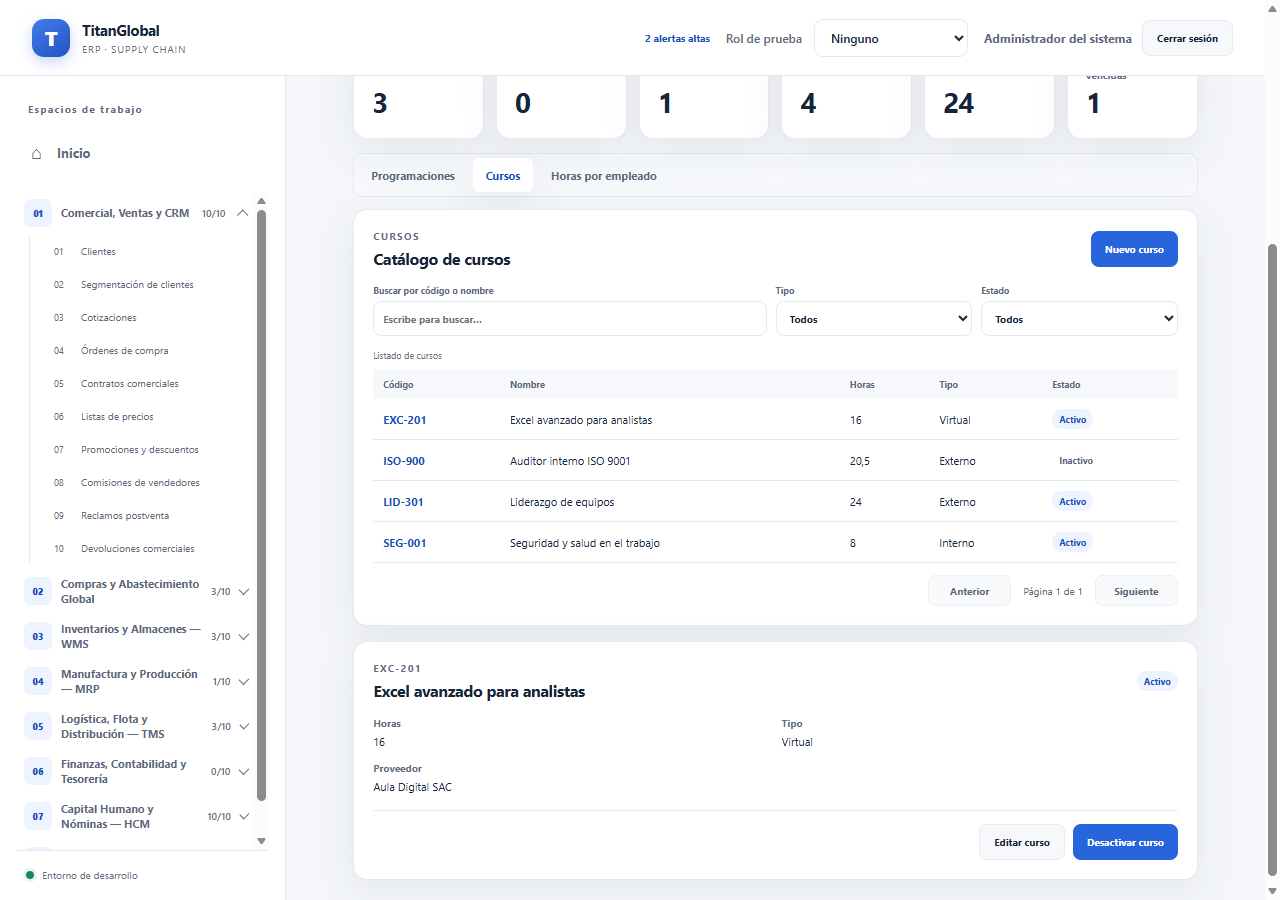 T
TitanGlobal
ERP · SUPPLY CHAIN
2 alertas altas
Rol de prueba
Ninguno
Administrador del sistema
Cerrar sesión
Espacios de trabajo
Inicio
01 Comercial, Ventas y CRM 10/10
01 Clientes
02 Segmentación de clientes
03 Cotizaciones
04 Órdenes de compra
05 Contratos comerciales
06 Listas de precios
07 Promociones y descuentos
08 Comisiones de vendedores
09 Reclamos postventa
10 Devoluciones comerciales
02 Compras y Abastecimiento
Global 3/10
03 Inventarios y Almacenes —
WMS 3/10
04 Manufactura y Producción
— MRP 1/10
05 Logística, Flota y
Distribución — TMS 3/10
06 Finanzas, Contabilidad y
Tesorería 0/10
07 Capital Humano y
Nóminas — HCM 10/10
Entorno de desarrollo
vencidas
3 0 1 4 24 1
Programaciones Cursos Horas por empleado
CURSOS
Catálogo de cursos
Nuevo curso
Buscar por código o nombre Tipo Estado
Escribe para buscar... Todos Todos
Listado de cursos
Código Nombre Horas Tipo Estado
EXC-201 Excel avanzado para analistas 16 Virtual Activo
ISO-900 Auditor interno ISO 9001 20,5 Externo Inactivo
LID-301 Liderazgo de equipos 24 Externo Activo
SEG-001 Seguridad y salud en el trabajo 8 Interno Activo
Anterior Página 1 de 1 Siguiente
EXC-201
Excel avanzado para analistas
Activo
Horas Tipo
16 Virtual
Proveedor
Aula Digital SAC
Editar curso Desactivar curso